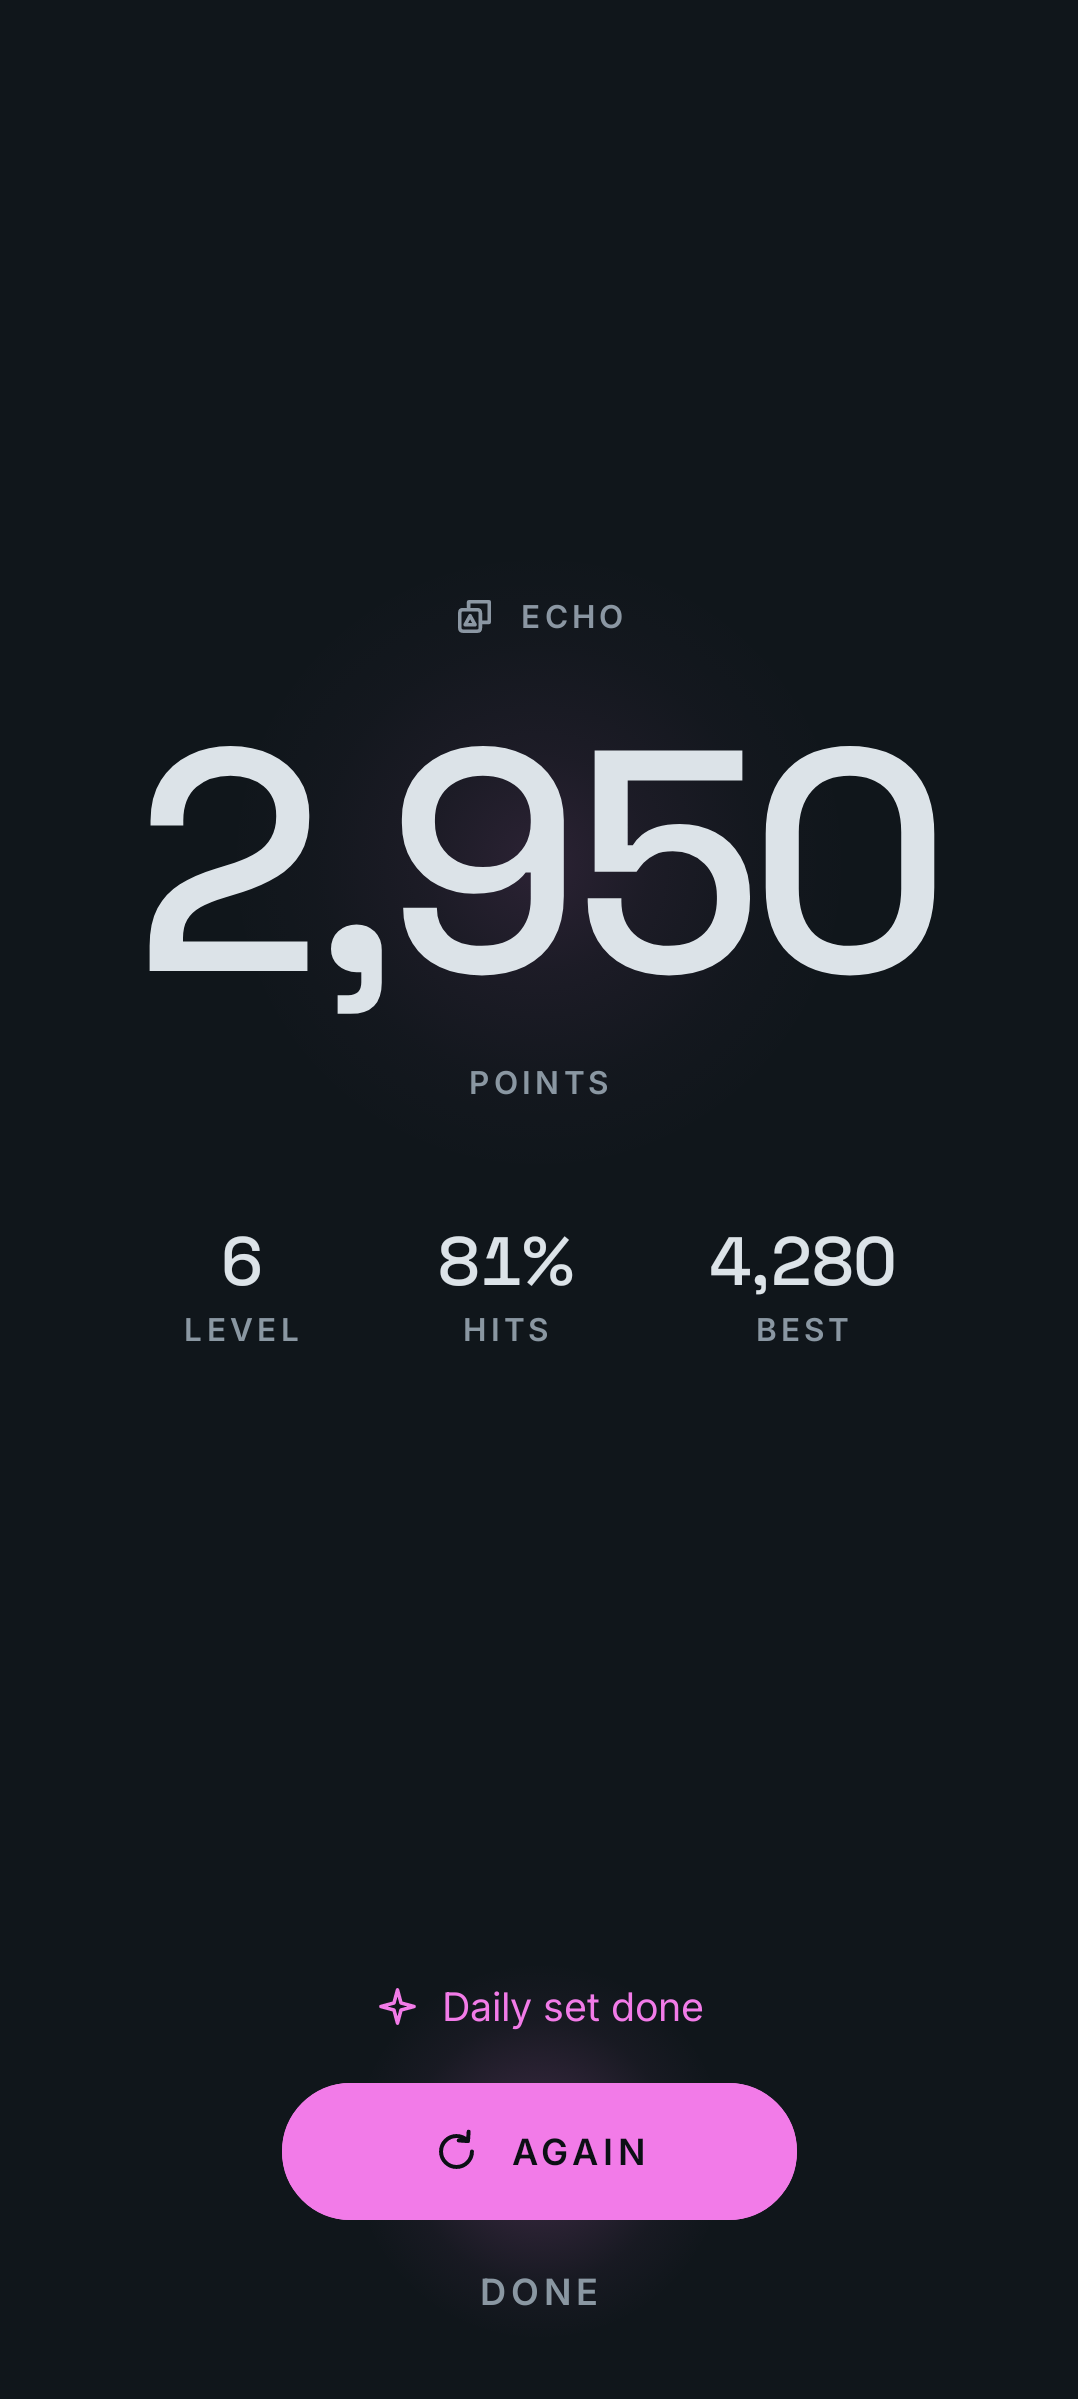 ECHO
2,950
POINTS
6 81% 4,280
LEVEL HITS BEST
Daily set done
AGAIN
DONE